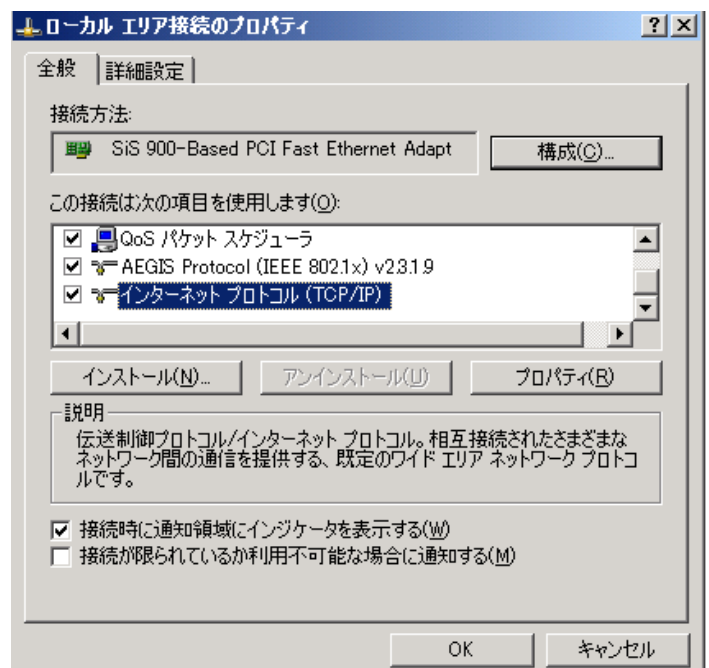 ローカル エリア接続のプロパティ
全般
詳細設定
接続方法:
SiS 900-Based PCI Fast Ethernet Adapt
構成(C)...
この接続は次の項目を使用します(O):
QoS パケット スケジューラ
AEGIS Protocol (IEEE 802.1x) v2.3.1.9
インターネット プロトコル (TCP/IP)
インストール(N)...
アンインストール(U)
プロパティ(R)
説明
伝送制御プロトコル/インターネット プロトコル。相互接続されたさまざまな
ネットワーク間の通信を提供する、既定のワイド エリア ネットワーク プロトコ
ルです。
接続時に通知領域にインジケータを表示する(W)
接続が限られているか利用不可能な場合に通知する(M)
OK
キャンセル